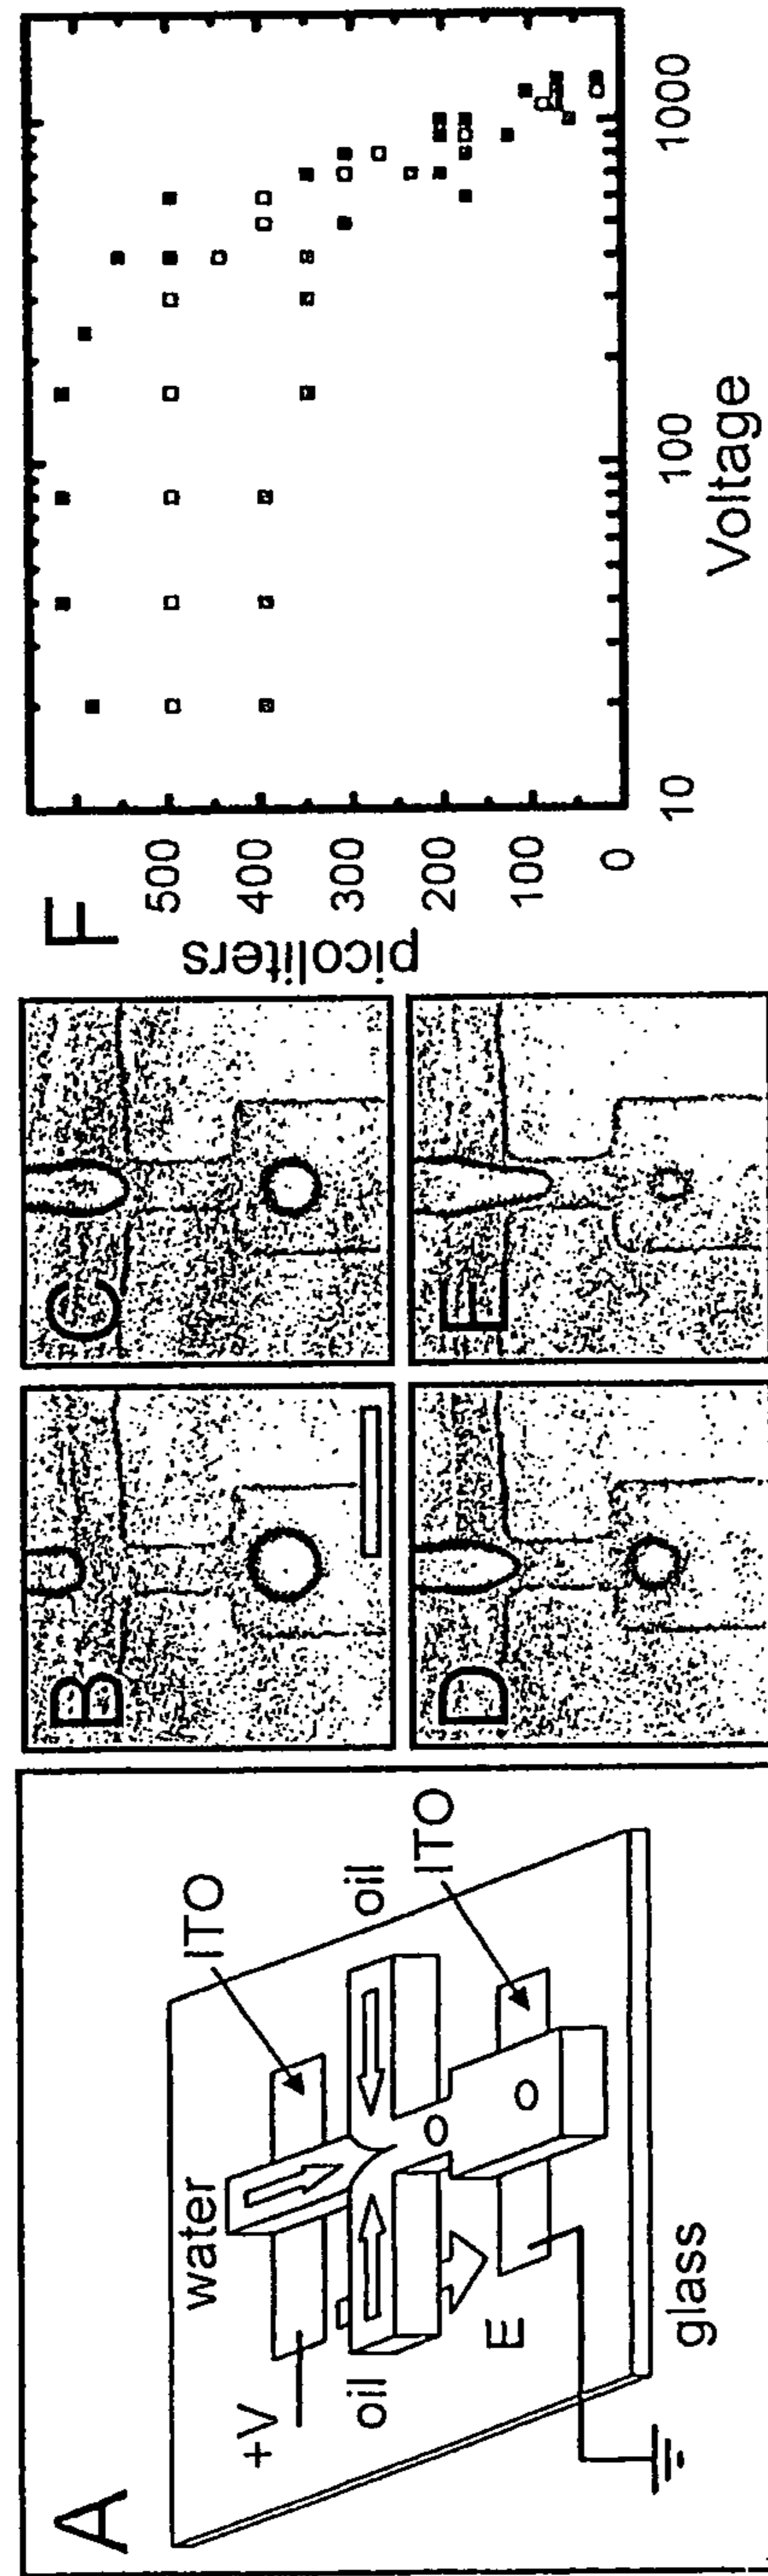 A
water
ITO
+V
oil
oil
E
ITO
glass
B
C
D
E
F
picoliters
500
400
300
200
100
0
10
100
1000
Voltage